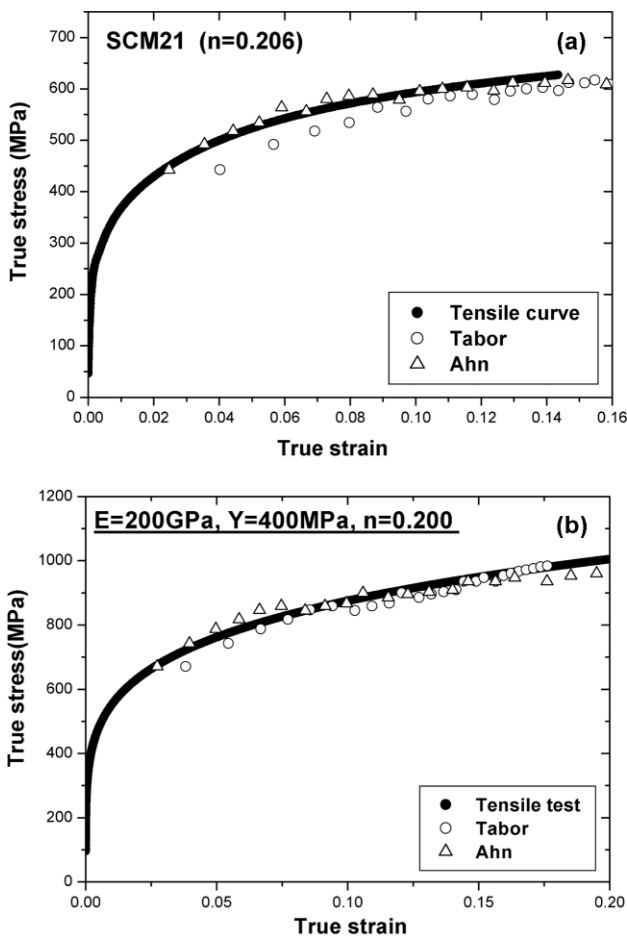 SCM21 (n=0.206)
(a)
700
600
500
400
300
200
100
0
True stress (MPa)
Tensile curve
Tabor
Ahn
0.00 0.02 0.04 0.06 0.08 0.10 0.12 0.14 0.16
True strain
E=200GPa, Y=400MPa, n=0.200
(b)
1200
1000
800
600
400
200
0
True stress(MPa)
Tensile test
Tabor
Ahn
0.00 0.05 0.10 0.15 0.20
True strain